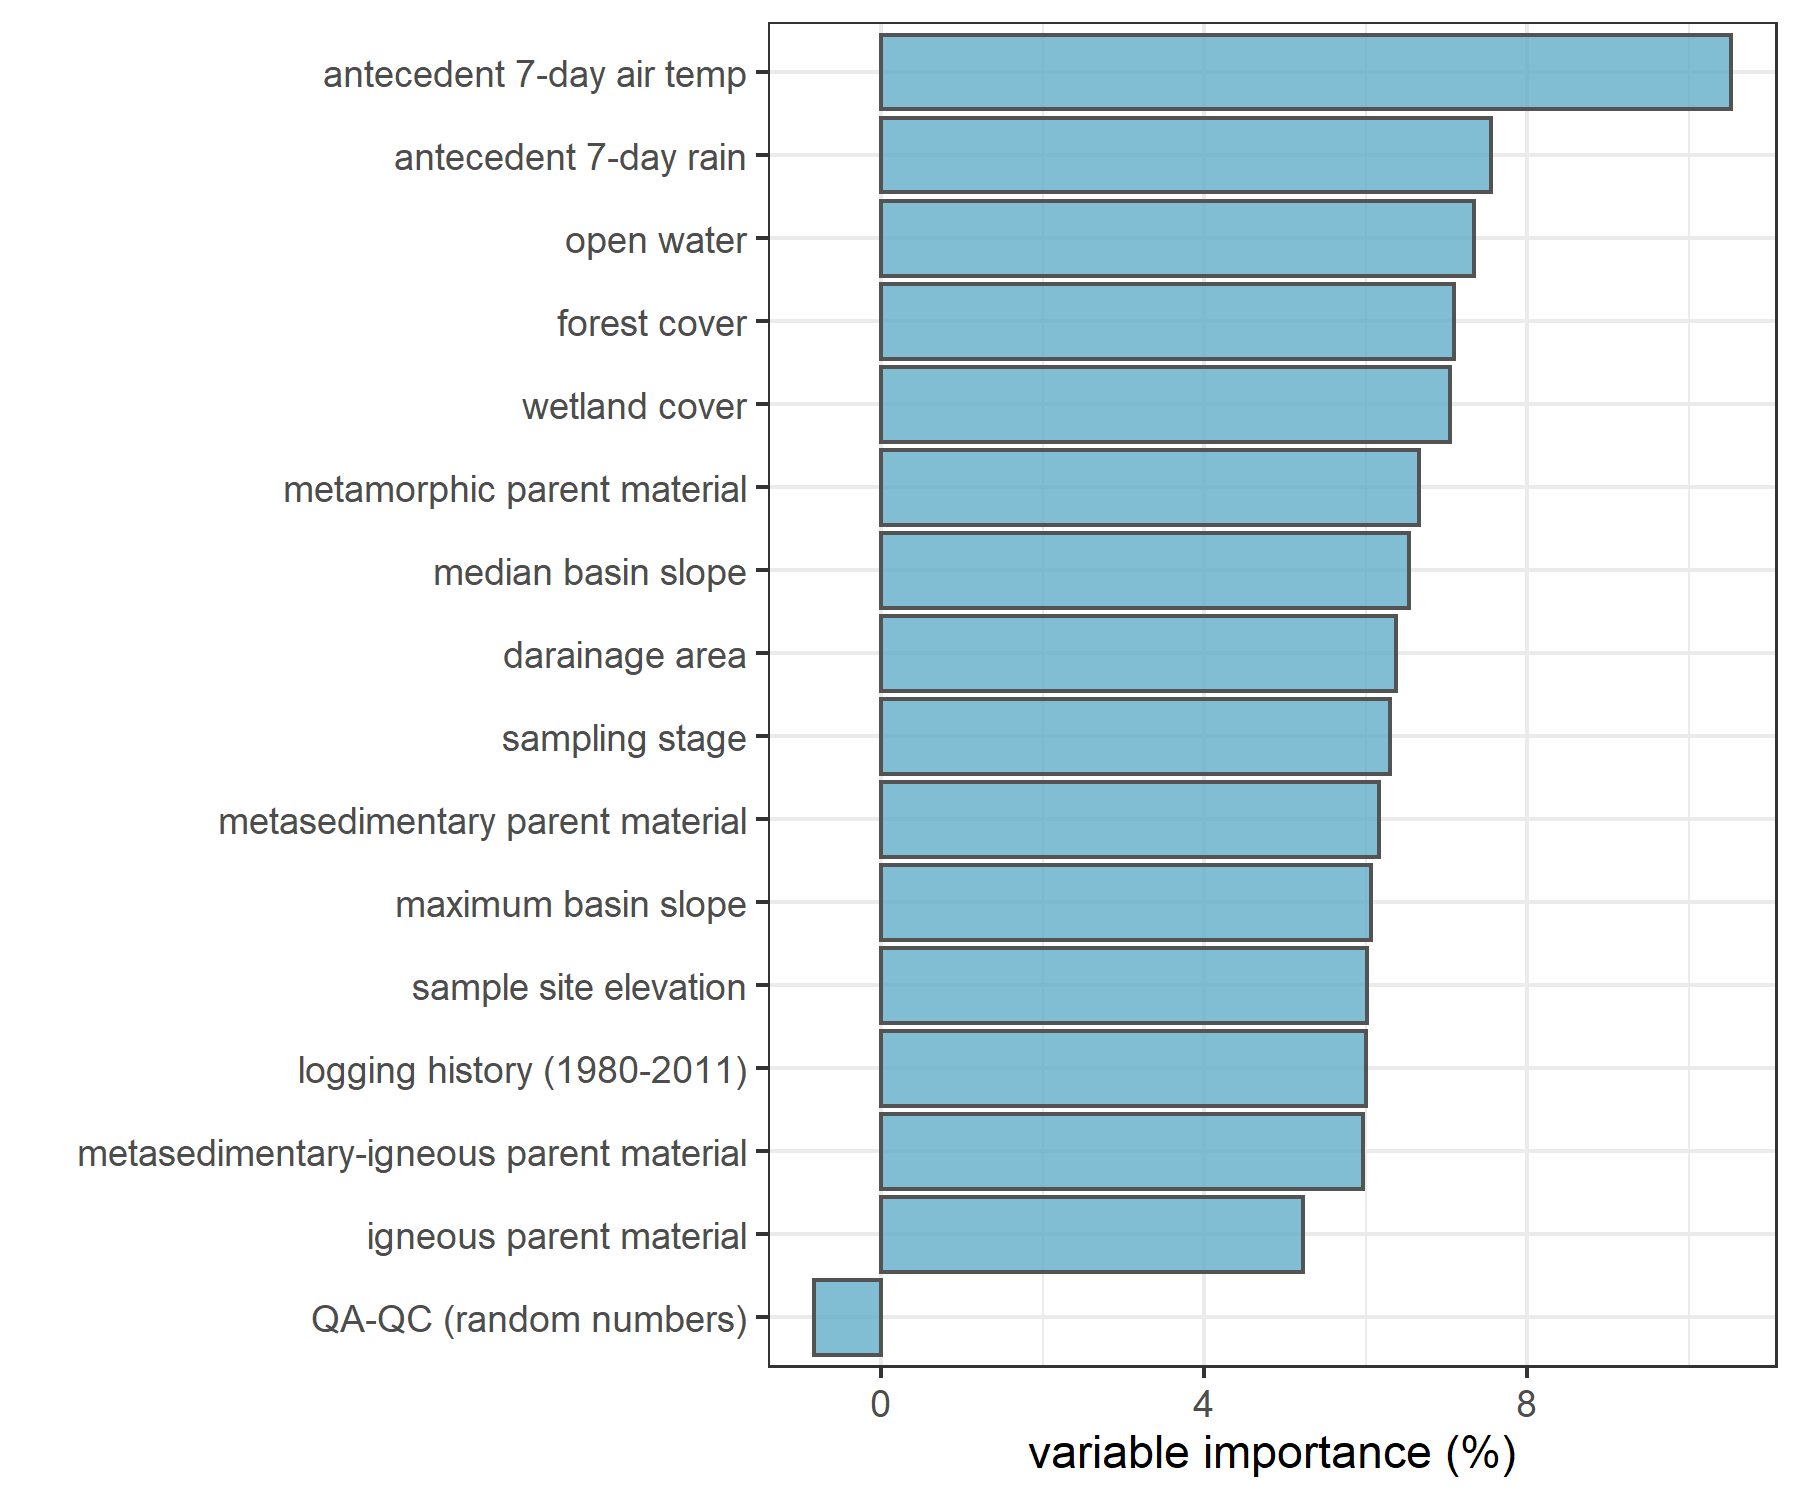 antecedent 7-day air temp
antecedent 7-day rain
open water
forest cover
wetland cover
metamorphic parent material
median basin slope
darainage area
sampling stage
metasedimentary parent material
maximum basin slope
sample site elevation
logging history (1980-2011)
metasedimentary-igneous parent material
igneous parent material
QA-QC (random numbers)
0 4 8
variable importance (%)